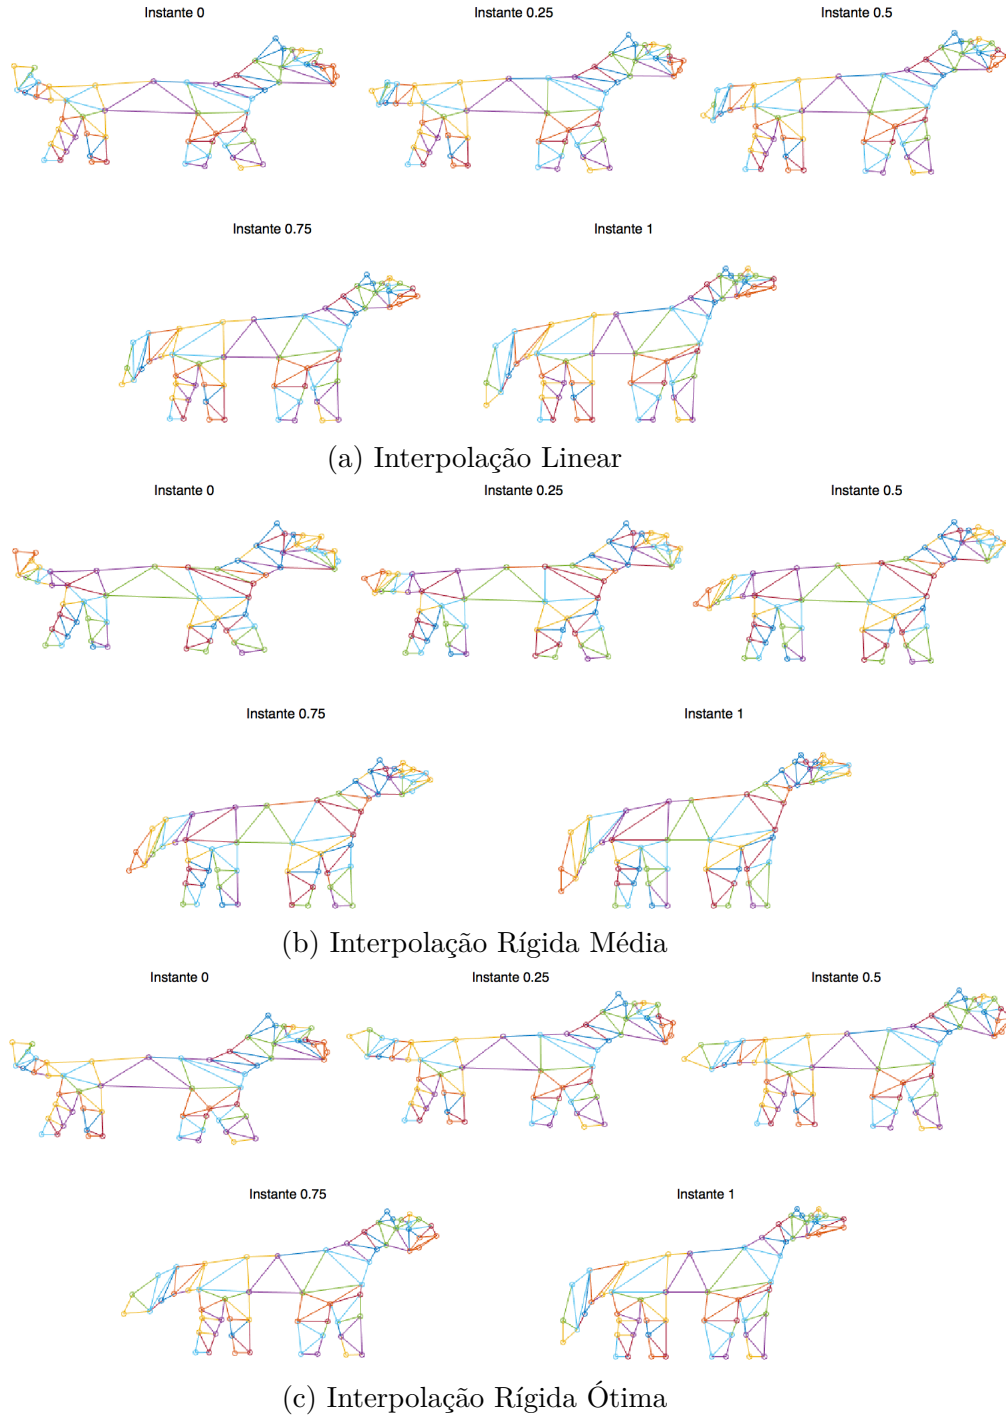 Instante 0
Instante 0.25
Instante 0.5
Instante 0.75
Instante 1
(a) Interpolação Linear
Instante 0
Instante 0.25
Instante 0.5
Instante 0.75
Instante 1
(b) Interpolação Rígida Média
Instante 0
Instante 0.25
Instante 0.5
Instante 0.75
Instante 1
(c) Interpolação Rígida Ótima